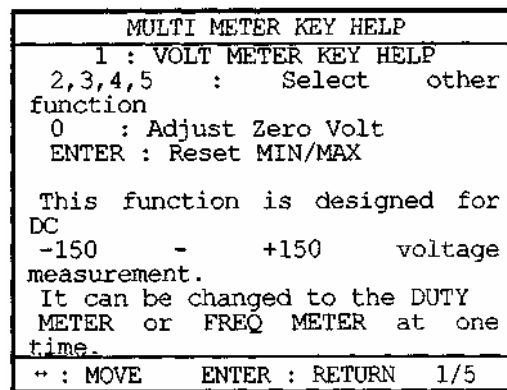 MULTI METER KEY HELP
1 : VOLT METER KEY HELP
2,3,4,5 : Select other
function
0 : Adjust Zero Volt
ENTER : Reset MIN/MAX
This function is designed for
DC
-150 - +150 voltage
measurement.
It can be changed to the DUTY
METER or FREQ METER at one
time.
↔ : MOVE ENTER : RETURN 1/5